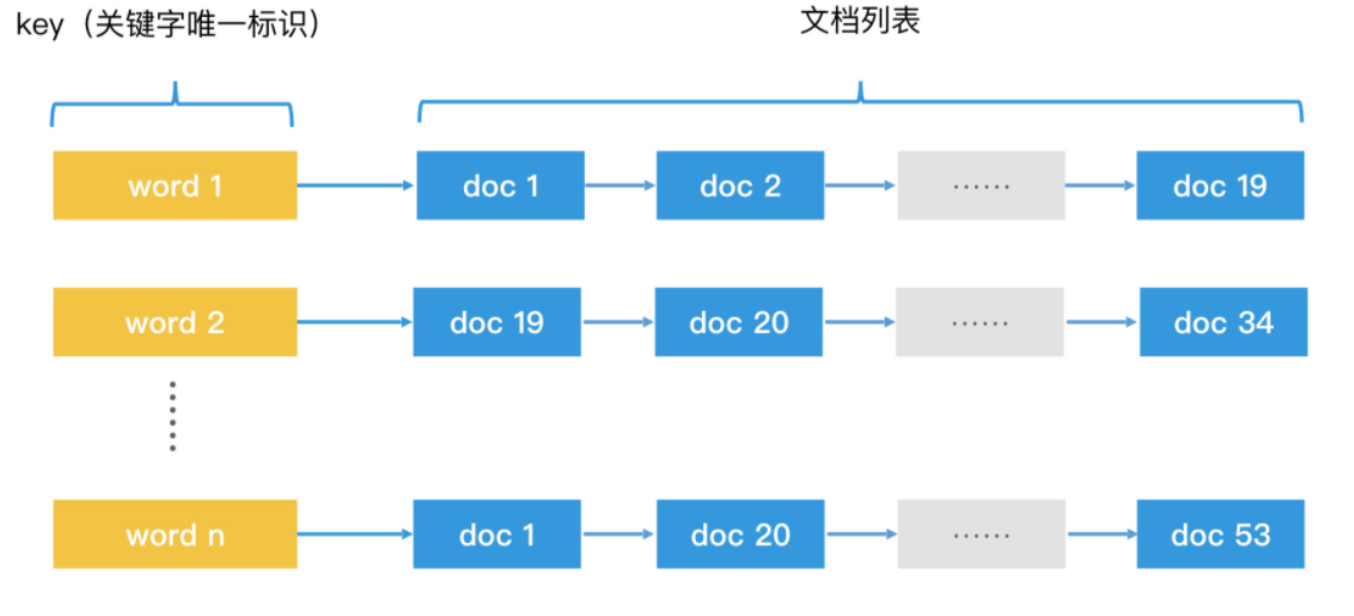 key（关键字唯一标识）
文档列表
word 1 doc 1 doc 2 …… doc 19
word 2 doc 19 doc 20 …… doc 34
word n doc 1 doc 20 …… doc 53